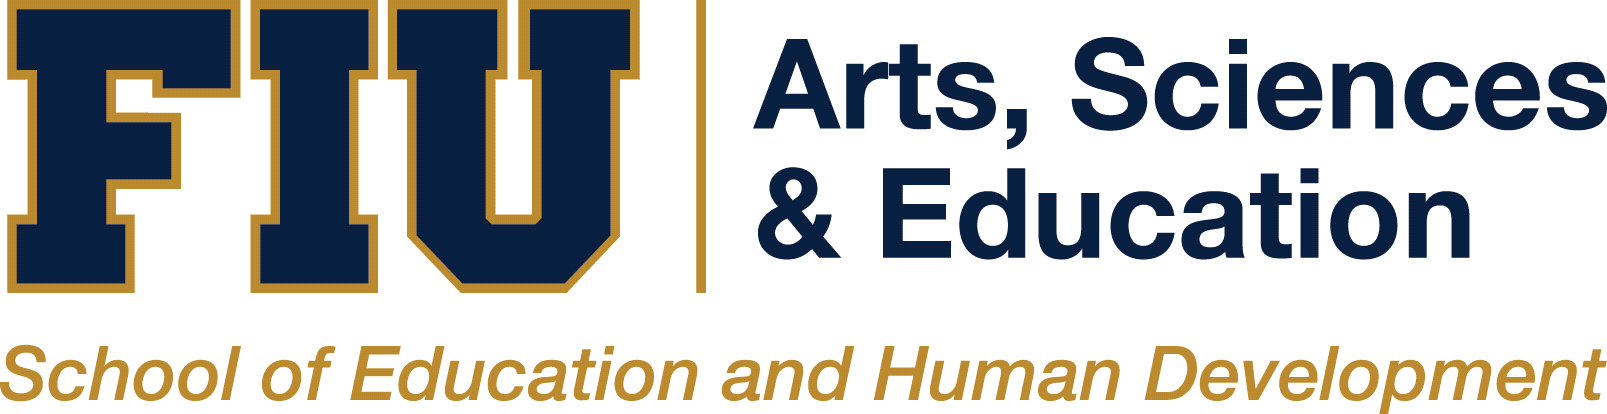 FIU
Arts, Sciences
& Education
School of Education and Human Development